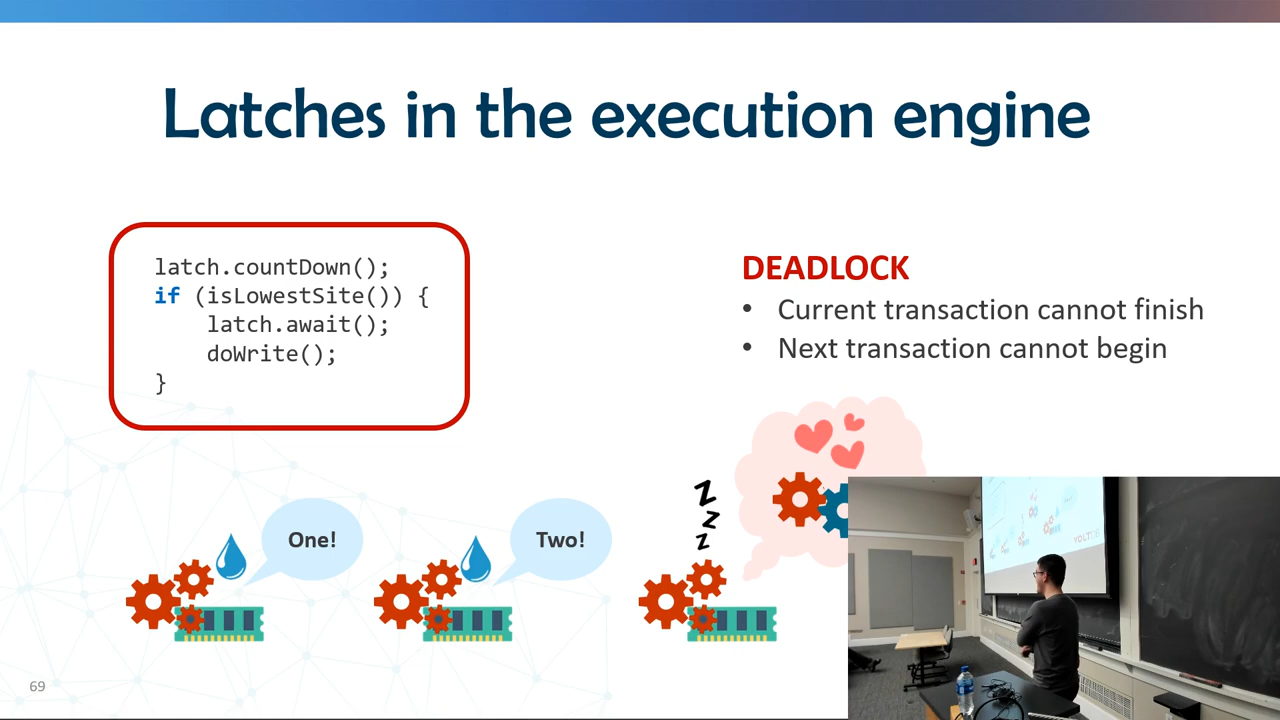 Latches in the execution engine
latch.countDown();
if (isLowestSite()) {
    latch.await();
    doWrite();
}
DEADLOCK
• Current transaction cannot finish
• Next transaction cannot begin
One!
Two!
z
z
z
VOLTDB
69